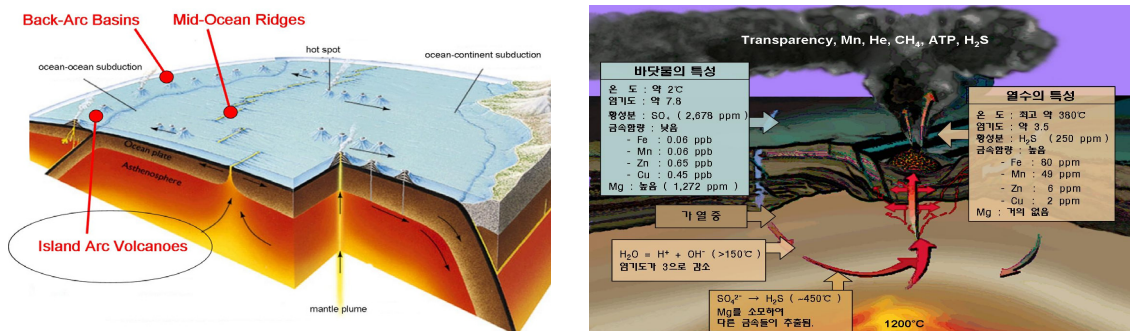 Back-Arc Basins
Mid-Ocean Ridges
hot spot
ocean-continent subduction
ocean-ocean subduction
Ocean plate
Asthenosphere
Island Arc Volcanoes
mantle plume
Transparency, Mn, He, CH₄, ATP, H₂S
바닷물의 특성
온 도 : 약 2℃
염기도 : 약 7.8
황성분 : SO₄ ( 2,678 ppm )
금속함량 : 낮음
- Fe : 0.06 ppb
- Mn : 0.06 ppb
- Zn : 0.65 ppb
- Cu : 0.45 ppb
Mg : 높음 ( 1,272 ppm )
열수의 특성
온 도 : 최고 약 380℃
염기도 : 약 3.5
황성분 : H₂S ( 250 ppm )
금속함량 : 높음
- Fe : 80 ppm
- Mn : 49 ppm
- Zn : 6 ppm
- Cu : 2 ppm
Mg : 거의 없음
가 열 중
H₂O = H⁺ + OH⁻ ( >150℃ )
염기도가 3으로 감소
SO₄²⁻ → H₂S ( ~450℃ )
Mg를 소모하여
다른 금속들이 추출됨.
1200°C